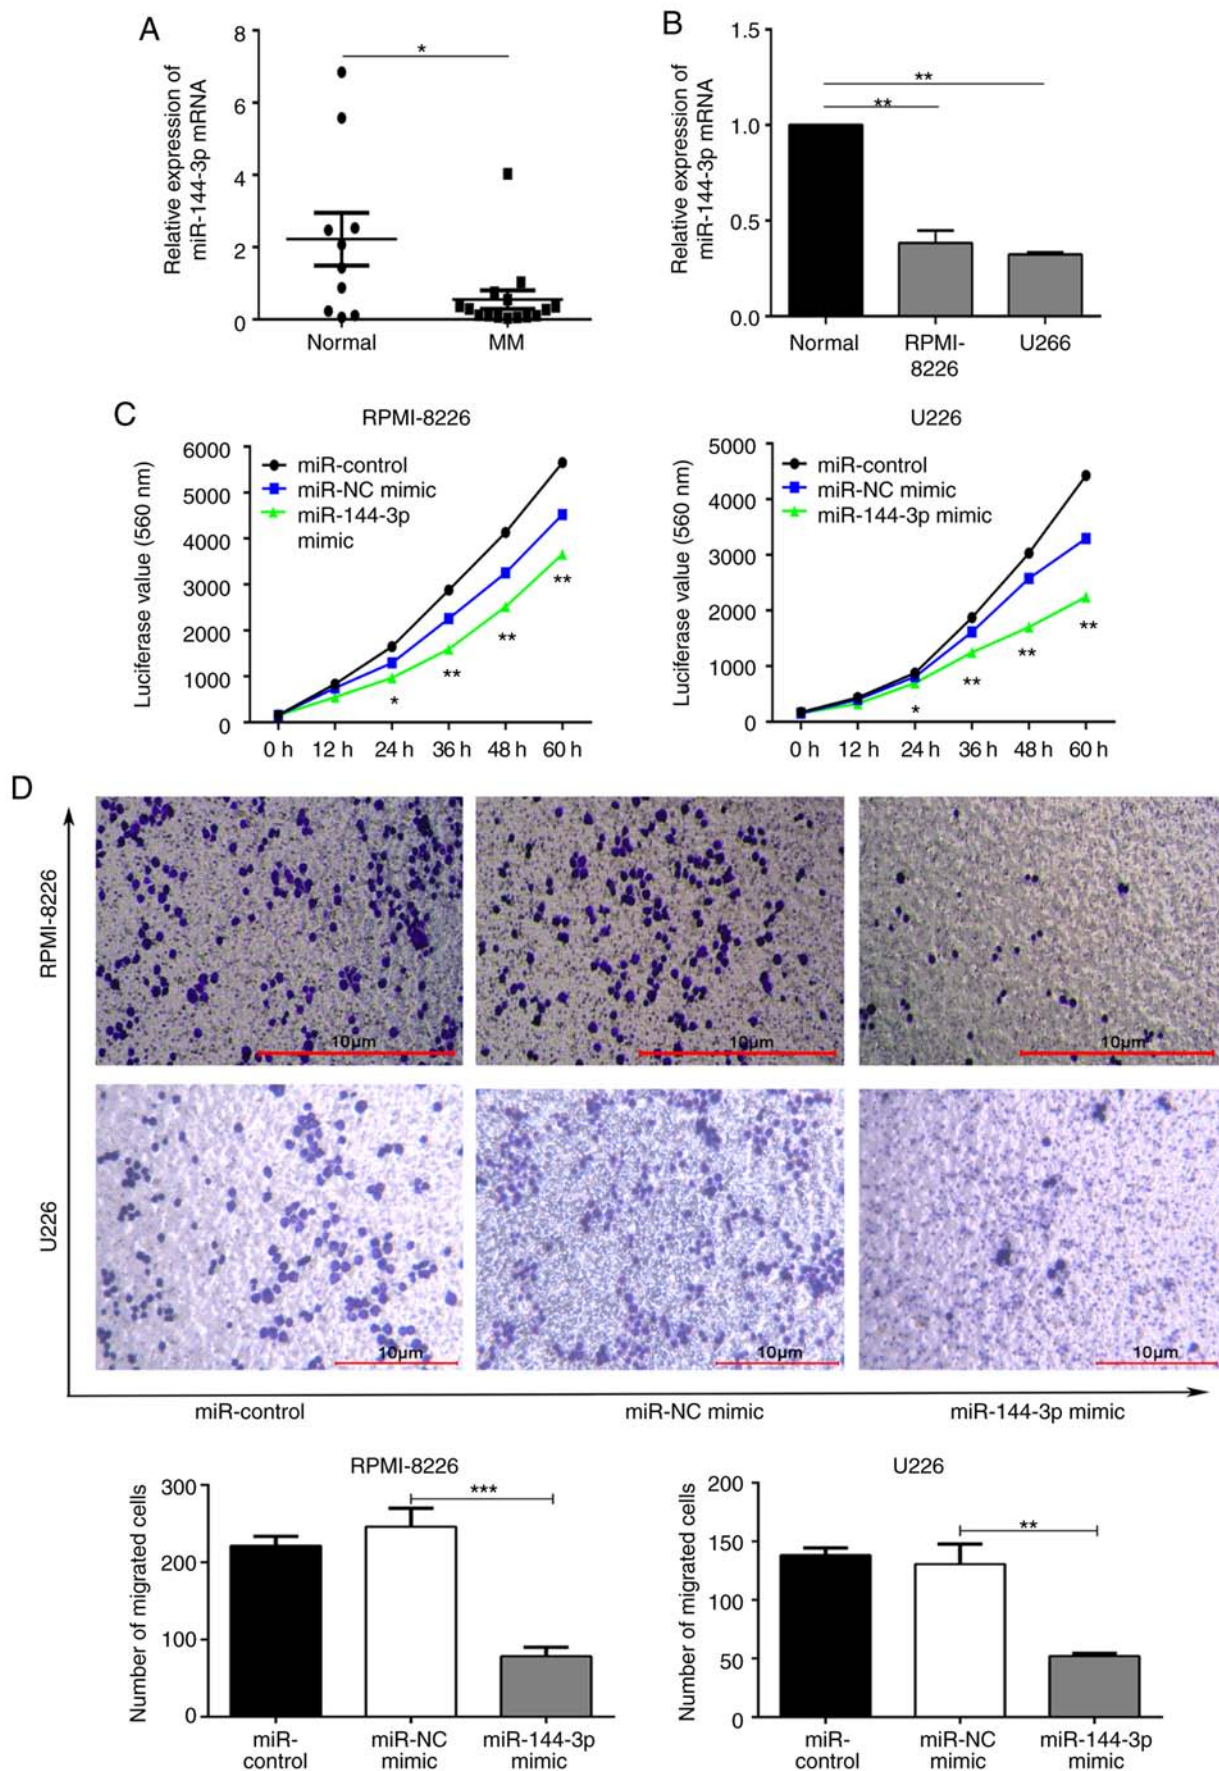 A
Relative expression of
miR-144-3p mRNA
8
6
4
2
0
*
Normal
MM
B
Relative expression of
miR-144-3p mRNA
1.5
1.0
0.5
0.0
**
**
Normal
RPMI-
8226
U266
C
RPMI-8226
Luciferase value (560 nm)
6000
5000
4000
3000
2000
1000
0
miR-control
miR-NC mimic
miR-144-3p
mimic
*
**
**
**
0 h 12 h 24 h 36 h 48 h 60 h
U226
Luciferase value (560 nm)
5000
4000
3000
2000
1000
0
miR-control
miR-NC mimic
miR-144-3p mimic
*
**
**
**
0 h 12 h 24 h 36 h 48 h 60 h
D
RPMI-8226
10µm
10µm
10µm
U226
10µm
10µm
10µm
miR-control
miR-NC mimic
miR-144-3p mimic
RPMI-8226
Number of migrated cells
300
200
100
0
***
miR-
control
miR-NC
mimic
miR-144-3p
mimic
U226
Number of migrated cells
200
150
100
50
0
**
miR-
control
miR-NC
mimic
miR-144-3p
mimic